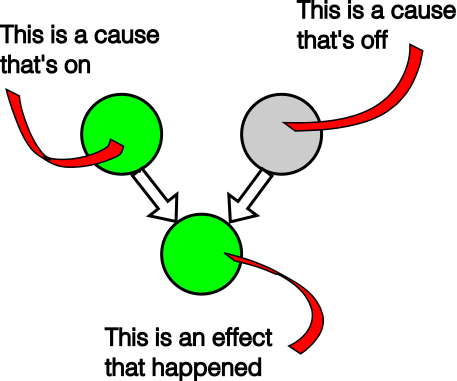 This is a cause
that's on
This is a cause
that's off
This is an effect
that happened